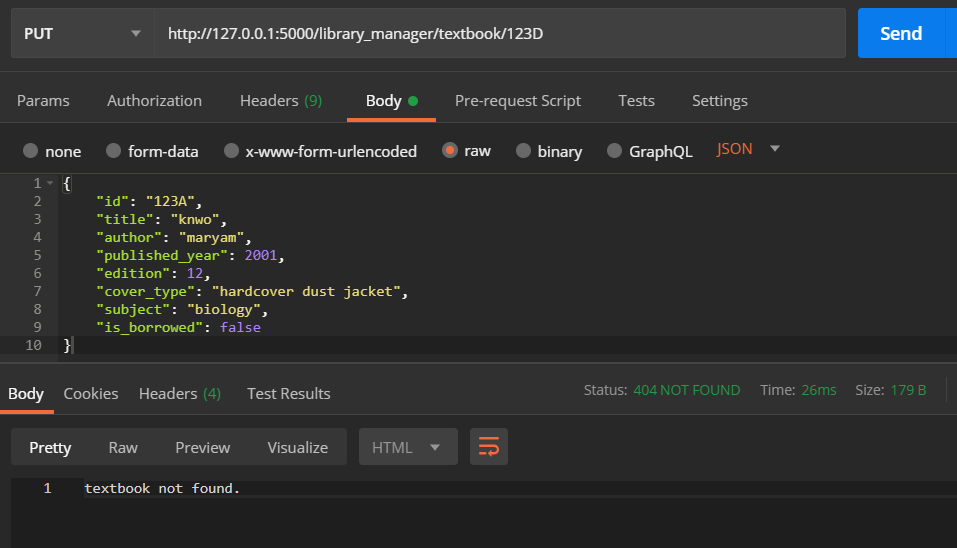 PUT http://127.0.0.1:5000/library_manager/textbook/123D Send
Params Authorization Headers (9) Body Pre-request Script Tests Settings
none form-data x-www-form-urlencoded raw binary GraphQL JSON
1 {
2 "id": "123A",
3 "title": "knwo",
4 "author": "maryam",
5 "published_year": 2001,
6 "edition": 12,
7 "cover_type": "hardcover dust jacket",
8 "subject": "biology",
9 "is_borrowed": false
10 }
Body Cookies Headers (4) Test Results Status: 404 NOT FOUND Time: 26ms Size: 179 B
Pretty Raw Preview Visualize HTML
1 textbook not found.